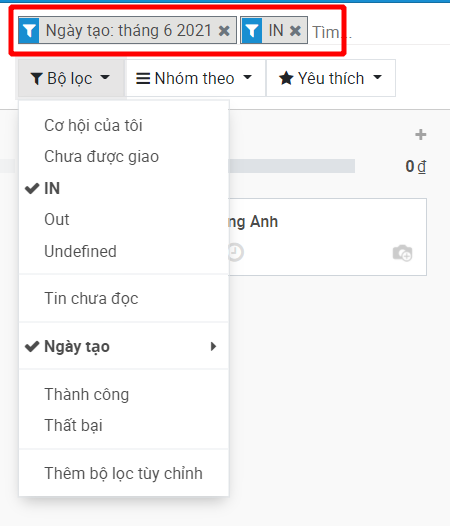 Ngày tạo: tháng 6 2021 × IN × Tìm...
Bộ lọc Nhóm theo Yêu thích
Cơ hội của tôi
Chưa được giao
0 ₫
IN
Out
ng Anh
Undefined
Tin chưa đọc
Ngày tạo
Thành công
Thất bại
Thêm bộ lọc tùy chỉnh